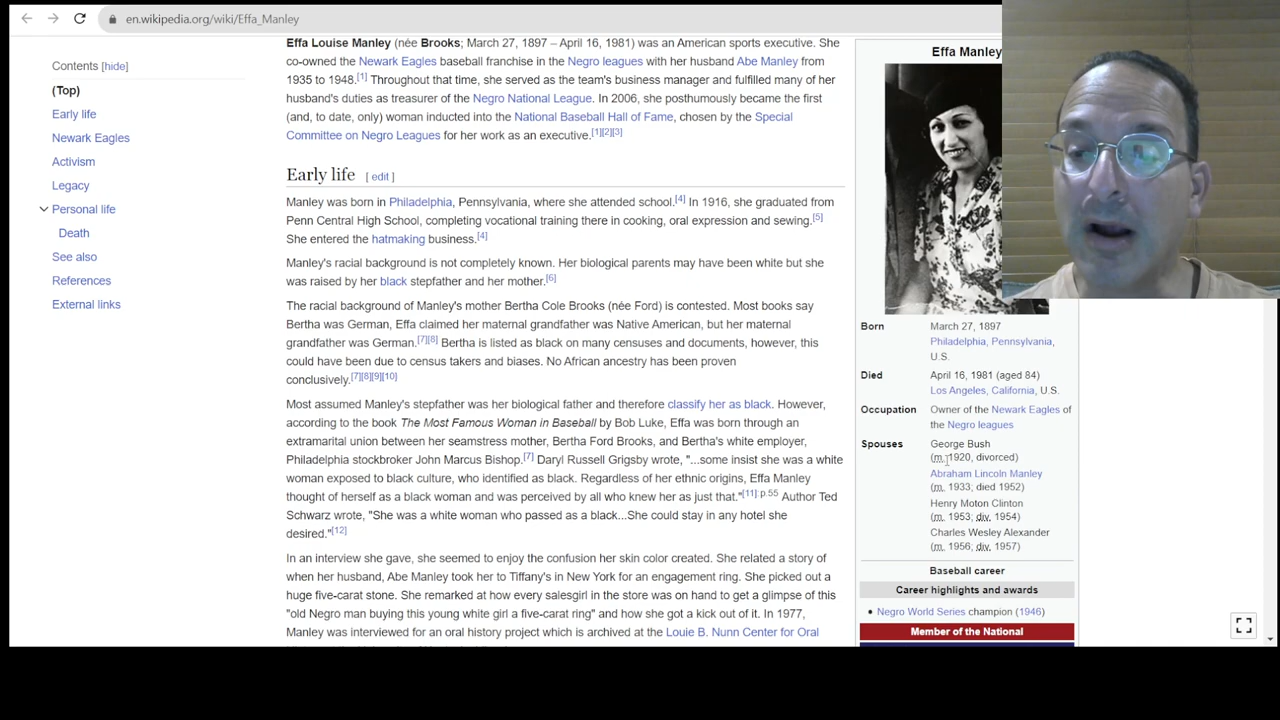 en.wikipedia.org/wiki/Effa_Manley
Contents [hide]
(Top)
Early life
Newark Eagles
Activism
Legacy
Personal life
Death
See also
References
External links
Effa Louise Manley (née Brooks; March 27, 1897 – April 16, 1981) was an American sports executive. She
co-owned the Newark Eagles baseball franchise in the Negro leagues with her husband Abe Manley from
1935 to 1948.[1] Throughout that time, she served as the team's business manager and fulfilled many of her
husband's duties as treasurer of the Negro National League. In 2006, she posthumously became the first
(and, to date, only) woman inducted into the National Baseball Hall of Fame, chosen by the Special
Committee on Negro Leagues for her work as an executive.[1][2][3]
Early life [ edit ]
Manley was born in Philadelphia, Pennsylvania, where she attended school.[4] In 1916, she graduated from
Penn Central High School, completing vocational training there in cooking, oral expression and sewing.[5]
She entered the hatmaking business.[4]
Manley's racial background is not completely known. Her biological parents may have been white but she
was raised by her black stepfather and her mother.[6]
The racial background of Manley's mother Bertha Cole Brooks (née Ford) is contested. Most books say
Bertha was German, Effa claimed her maternal grandfather was Native American, but her maternal
grandfather was German.[7][8] Bertha is listed as black on many censuses and documents, however, this
could have been due to census takers and biases. No African ancestry has been proven
conclusively.[7][8][9][10]
Most assumed Manley's stepfather was her biological father and therefore classify her as black. However,
according to the book The Most Famous Woman in Baseball by Bob Luke, Effa was born through an
extramarital union between her seamstress mother, Bertha Ford Brooks, and Bertha's white employer,
Philadelphia stockbroker John Marcus Bishop.[7] Daryl Russell Grigsby wrote, "...some insist she was a white
woman exposed to black culture, who identified as black. Regardless of her ethnic origins, Effa Manley
thought of herself as a black woman and was perceived by all who knew her as just that."[11]: p.55 Author Ted
Schwarz wrote, "She was a white woman who passed as a black...She could stay in any hotel she
desired."[12]
In an interview she gave, she seemed to enjoy the confusion her skin color created. She related a story of
when her husband, Abe Manley took her to Tiffany's in New York for an engagement ring. She picked out a
huge five-carat stone. She remarked at how every salesgirl in the store was on hand to get a glimpse of this
"old Negro man buying this young white girl a five-carat ring" and how she got a kick out of it. In 1977,
Manley was interviewed for an oral history project which is archived at the Louie B. Nunn Center for Oral
Effa Manley
Born March 27, 1897
Philadelphia, Pennsylvania,
U.S.
Died April 16, 1981 (aged 84)
Los Angeles, California, U.S.
Occupation Owner of the Newark Eagles of
the Negro leagues
Spouses George Bush
(m. 1920, divorced)
Abraham Lincoln Manley
(m. 1933; died 1952)
Henry Moton Clinton
(m. 1953; div. 1954)
Charles Wesley Alexander
(m. 1956; div. 1957)
Baseball career
Career highlights and awards
• Negro World Series champion (1946)
Member of the National